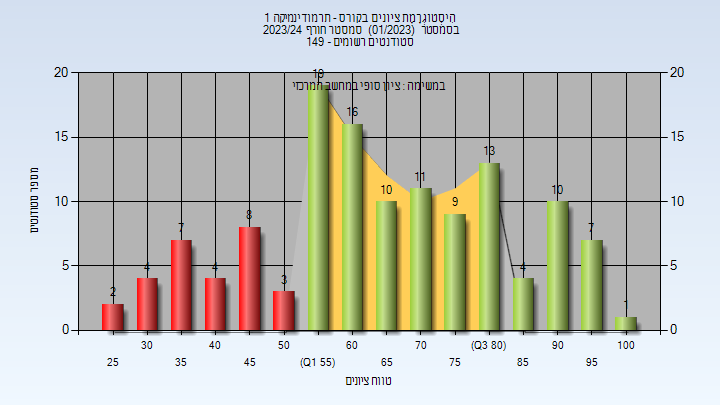 היסטוגרמת ציונים בקורס - תרמודינמיקה 1
בסמסטר (01/2023) סמסטר חורף 2023/24
סטודנטים רשומים - 149
במשימה : ציון סופי במחשב המרכזי
מספר סטודנטים
20 15 10 5 0
20 15 10 5 0
2 4 7 4 8 3 19 16 10 11 9 13 4 10 7 1
30 40 50 60 70 (Q3 80) 90 100
25 35 45 (Q1 55) 65 75 85 95
טווח ציונים